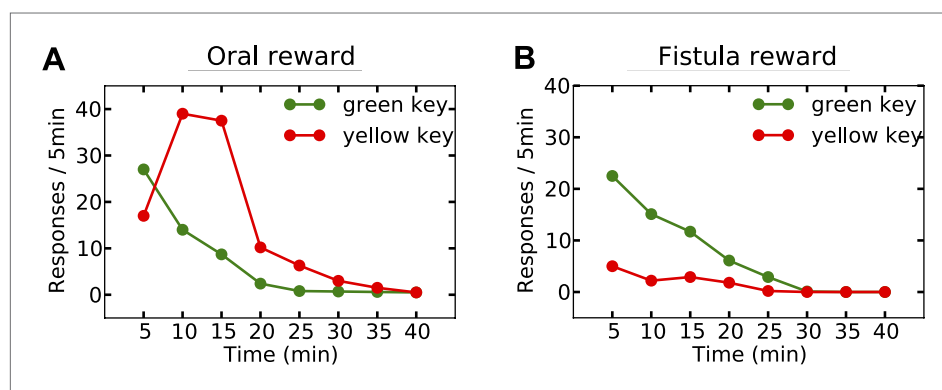 A
Oral reward
green key
yellow key
Responses / 5min
40
30
20
10
0
5 10 15 20 25 30 35 40
Time (min)
B
Fistula reward
green key
yellow key
Responses / 5min
40
30
20
10
0
5 10 15 20 25 30 35 40
Time (min)